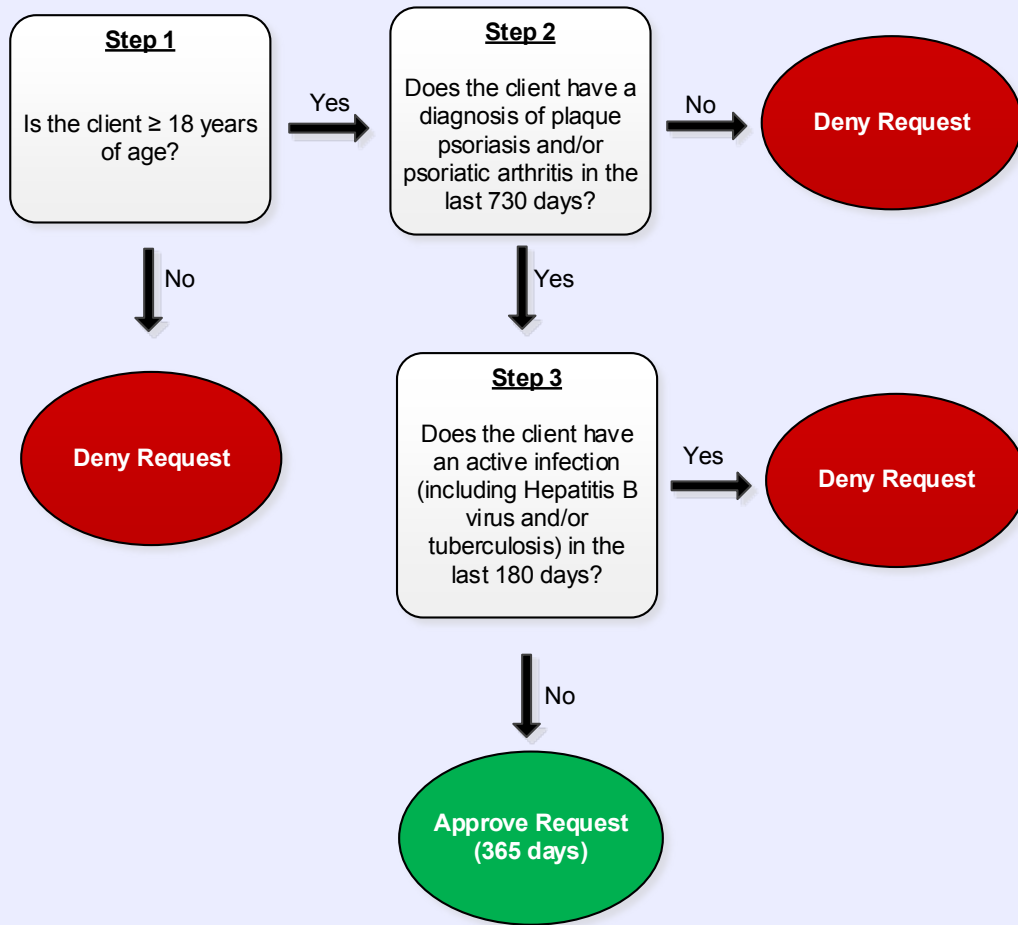 Step 1
Is the client ≥ 18 years
of age?
Yes
Step 2
Does the client have a
diagnosis of plaque
psoriasis and/or
psoriatic arthritis in the
last 730 days?
No
Deny Request
No
Deny Request
Yes
Step 3
Does the client have
an active infection
(including Hepatitis B
virus and/or
tuberculosis) in the
last 180 days?
Yes
Deny Request
No
Approve Request
(365 days)